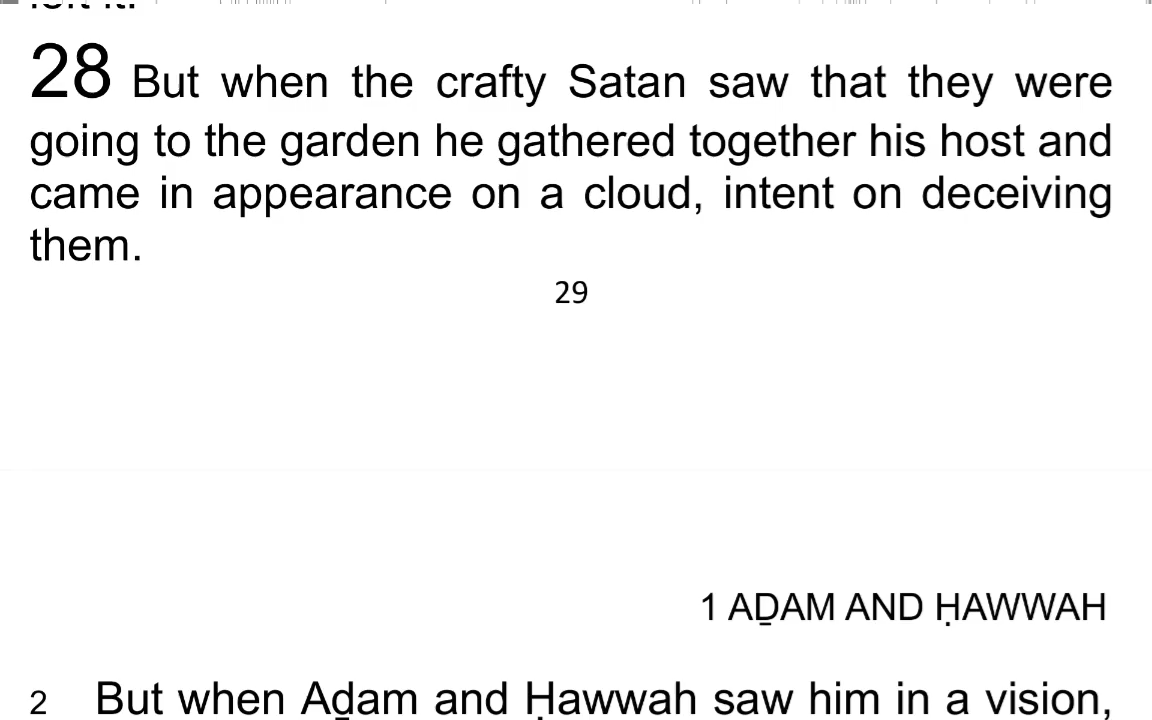 28 But when the crafty Satan saw that they were
going to the garden he gathered together his host and
came in appearance on a cloud, intent on deceiving
them.
29
1 AḎAM AND ḤAWWAH
2 But when Aḏam and Ḥawwah saw him in a vision,